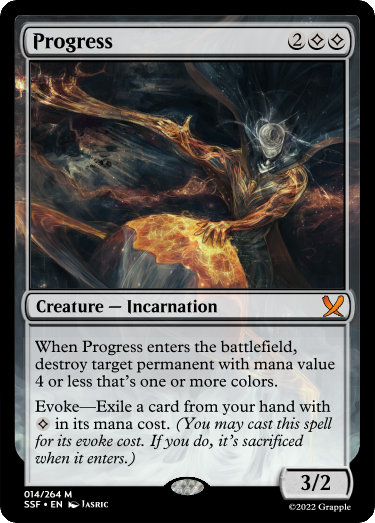 Progress 2
Creature — Incarnation
When Progress enters the battlefield,
destroy target permanent with mana value
4 or less that's one or more colors.
Evoke—Exile a card from your hand with
in its mana cost. (You may cast this spell
for its evoke cost. If you do, it's sacrificed
when it enters.)
3/2
014/264 M
SSF • EN Jasric
©2022 Grapple